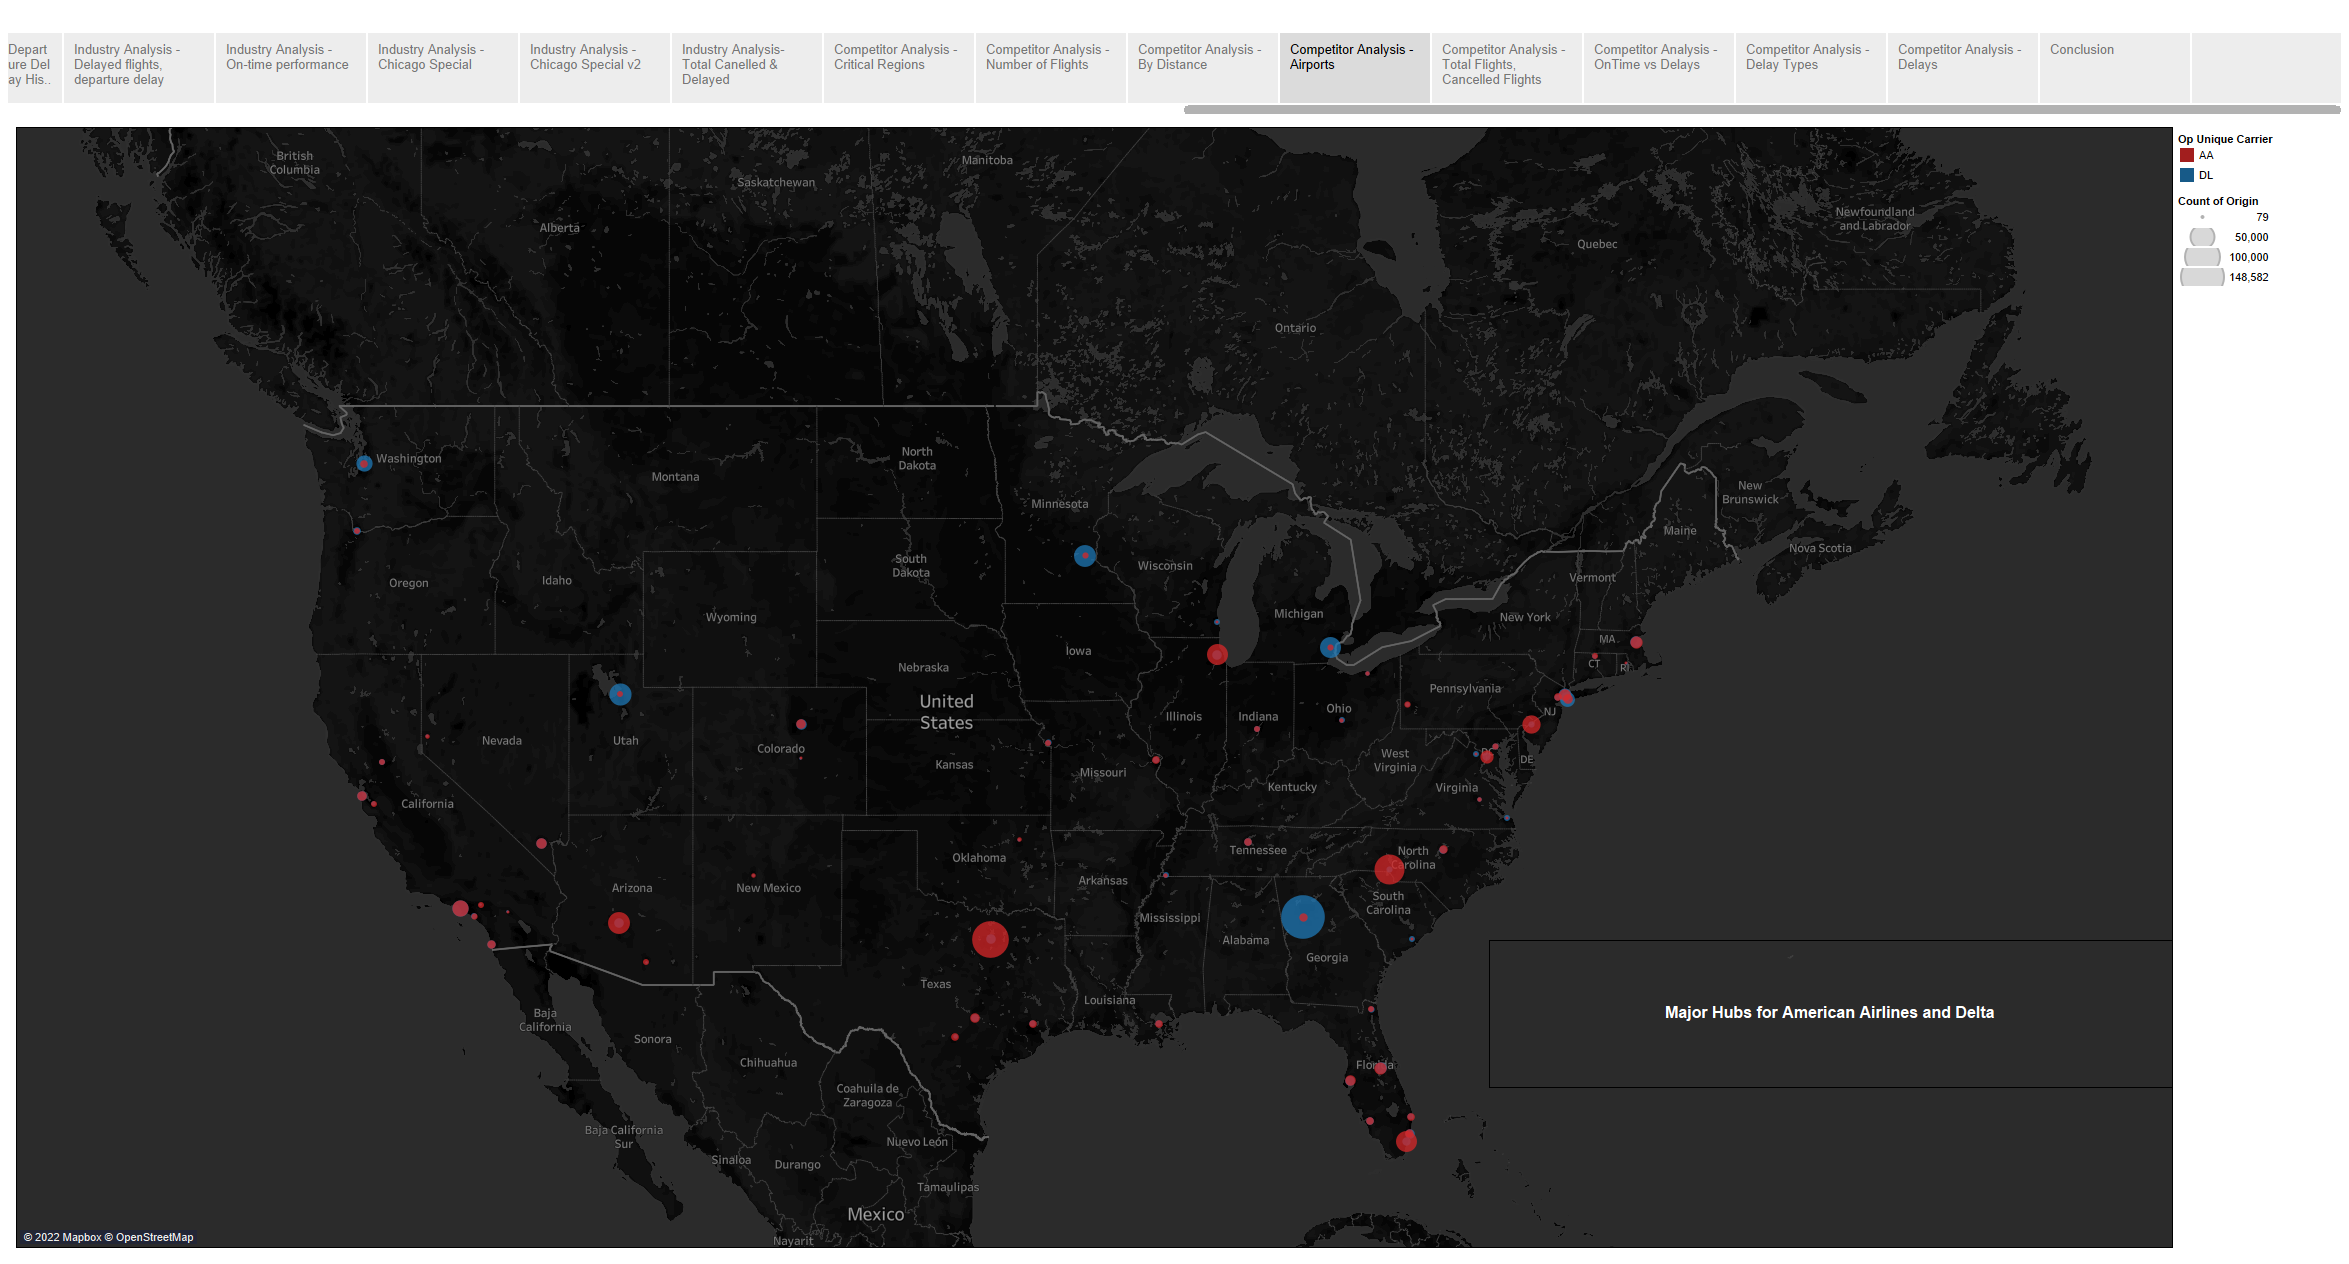 Depart
ure Del
ay His..
Industry Analysis -
Delayed flights,
departure delay
Industry Analysis -
On-time performance
Industry Analysis -
Chicago Special
Industry Analysis -
Chicago Special v2
Industry Analysis-
Total Canelled &
Delayed
Competitor Analysis -
Critical Regions
Competitor Analysis -
Number of Flights
Competitor Analysis -
By Distance
Competitor Analysis -
Airports
Competitor Analysis -
Total Flights,
Cancelled Flights
Competitor Analysis -
OnTime vs Delays
Competitor Analysis -
Delay Types
Competitor Analysis -
Delays
Conclusion
Op Unique Carrier
AA
DL
Count of Origin
79
50,000
100,000
148,582
British
Columbia
Manitoba
Saskatchewan
Alberta
Newfoundland
and Labrador
Quebec
Ontario
Washington
North
Dakota
Montana
Minnesota
New
Brunswick
Maine
Nova Scotia
South
Dakota
Wisconsin
Oregon
Idaho
Vermont
Wyoming
Michigan
New York
MA
Iowa
CT
RI
Nebraska
Pennsylvania
United
States
Illinois
Indiana
Ohio
NJ
Nevada
Utah
Colorado
Kansas
West
Virginia
DC
DE
Missouri
Kentucky
Virginia
California
Tennessee
North
Carolina
Oklahoma
Arizona
New Mexico
Arkansas
South
Carolina
Mississippi
Alabama
Georgia
Texas
Louisiana
Major Hubs for American Airlines and Delta
Baja
California
Sonora
Chihuahua
Florida
Coahuila de
Zaragoza
Baja California
Sur
Nuevo León
Sinaloa
Durango
Tamaulipas
Mexico
Nayarit
© 2022 Mapbox © OpenStreetMap